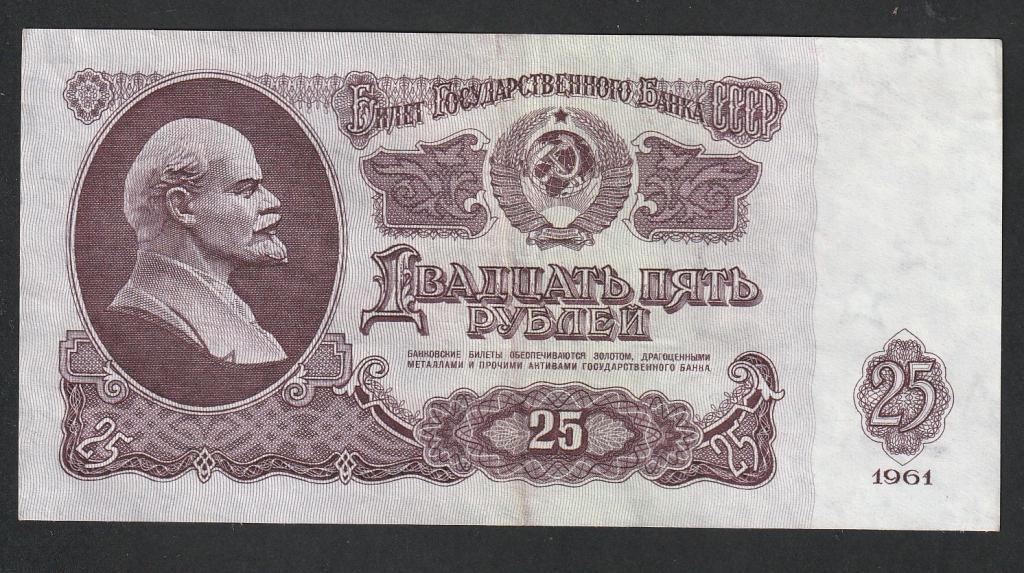 Билет Государственного Банка СССР
Двадцать пять
рублей
БАНКОВСКИЕ БИЛЕТЫ ОБЕСПЕЧИВАЮТСЯ ЗОЛОТОМ, ДРАГОЦЕННЫМИ
МЕТАЛЛАМИ И ПРОЧИМИ АКТИВАМИ ГОСУДАРСТВЕННОГО БАНКА.
25
25
25
25
1961